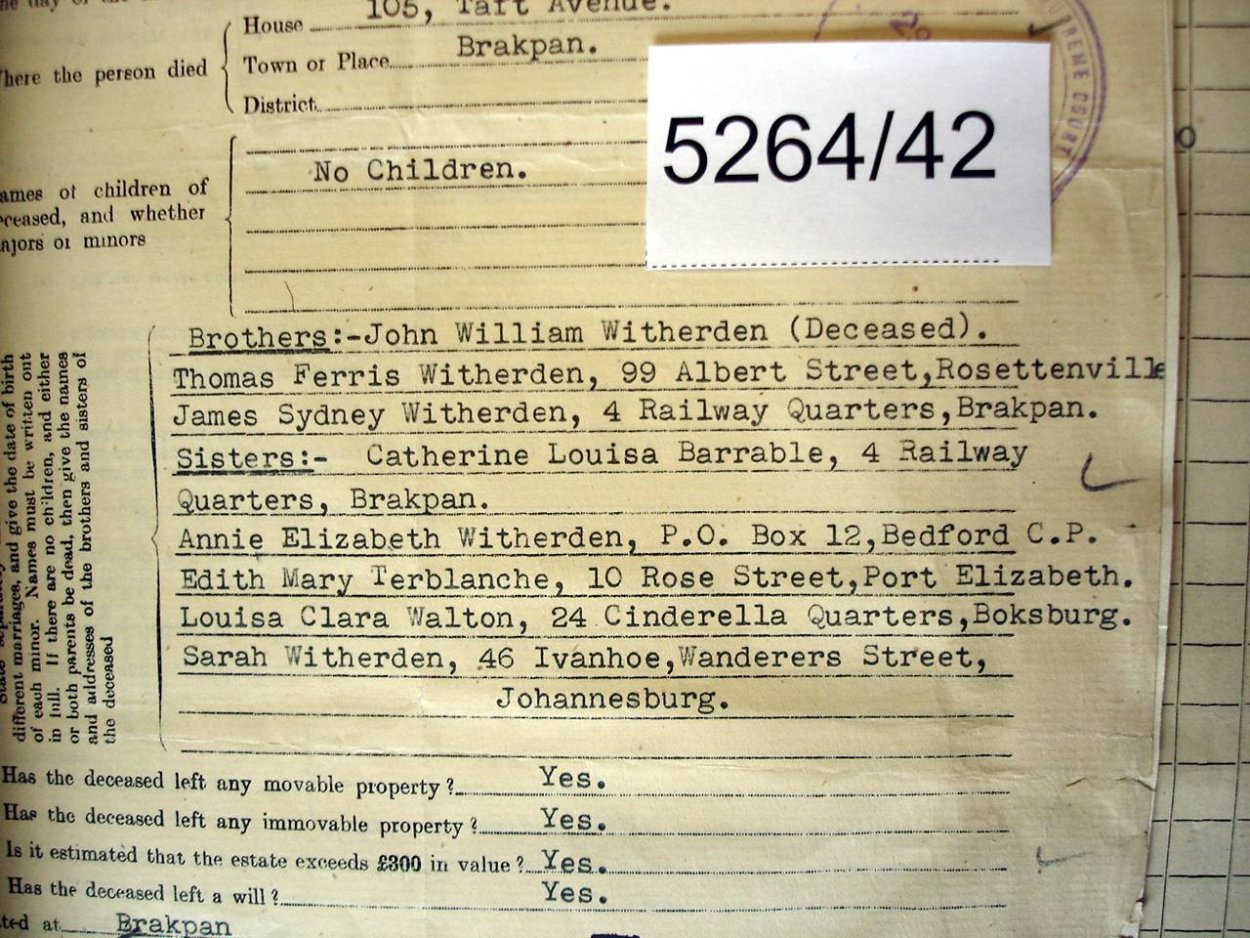 105, Taft Avenue.
House
here the person died
Town or Place Brakpan.
District
5264/42
SUPREME COURT
No Children.
ames of children of
ceased, and whether
ajors or minors
Brothers:-John William Witherden (Deceased).
Thomas Ferris Witherden, 99 Albert Street,Rosettenville
James Sydney Witherden, 4 Railway Quarters,Brakpan.
Sisters:- Catherine Louisa Barrable, 4 Railway
Quarters, Brakpan.
Annie Elizabeth Witherden, P.O. Box 12,Bedford C.P.
Edith Mary Terblanche, 10 Rose Street,Port Elizabeth.
Louisa Clara Walton, 24 Cinderella Quarters,Boksburg.
Sarah Witherden, 46 Ivanhoe,Wanderers Street,
Johannesburg.
different marriages, and give the date of birth
of each minor. Names must be written out
in full. If there are no children, and either
or both parents be dead, then give the names
and addresses of the brothers and sisters of
the deceased
Has the deceased left any movable property? Yes.
Has the deceased left any immovable property? Yes.
Is it estimated that the estate exceeds £300 in value? Yes.
Has the deceased left a will? Yes.
ted at Brakpan